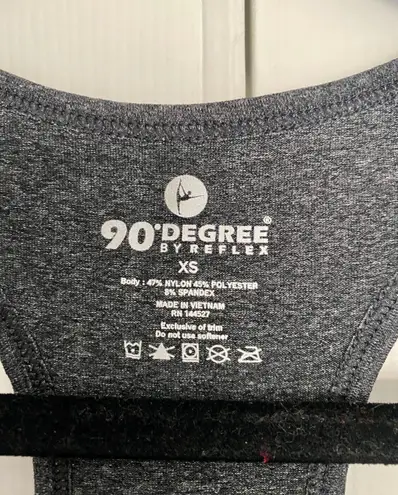 90°DEGREE®
BY REFLEX
XS
Body : 47% NYLON 45% POLYESTER
8% SPANDEX
MADE IN VIETNAM
RN 144527
Exclusive of trim
Do not use softener